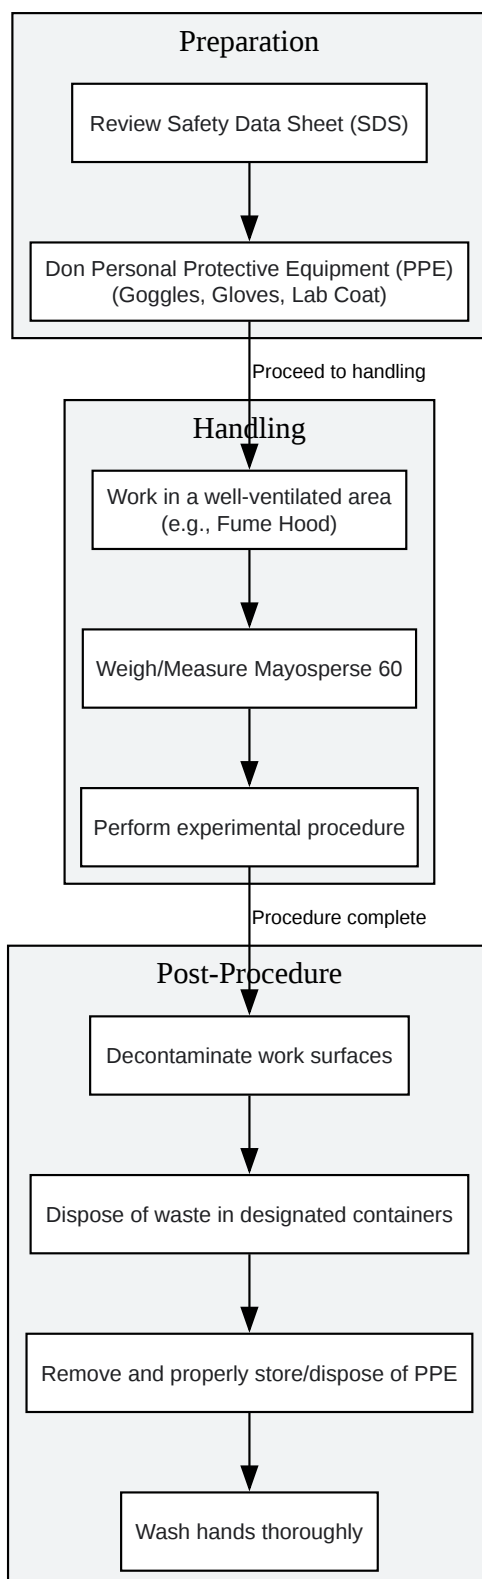 Preparation
Review Safety Data Sheet (SDS)
Don Personal Protective Equipment (PPE)
(Goggles, Gloves, Lab Coat)
Proceed to handling
Handling
Work in a well-ventilated area
(e.g., Fume Hood)
Weigh/Measure Mayosperse 60
Perform experimental procedure
Procedure complete
Post-Procedure
Decontaminate work surfaces
Dispose of waste in designated containers
Remove and properly store/dispose of PPE
Wash hands thoroughly